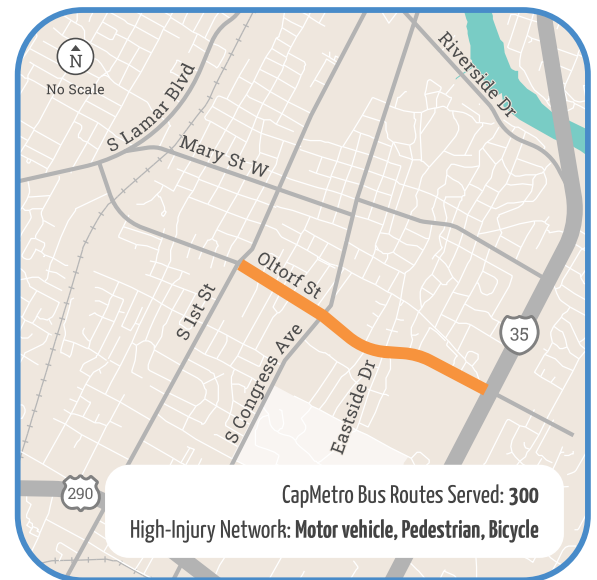 N
No Scale
S Lamar Blvd
Riverside Dr
Mary St W
Oltorf St
S 1st St
35
S Congress Ave
Eastside Dr
290
CapMetro Bus Routes Served: 300
High-Injury Network: Motor vehicle, Pedestrian, Bicycle